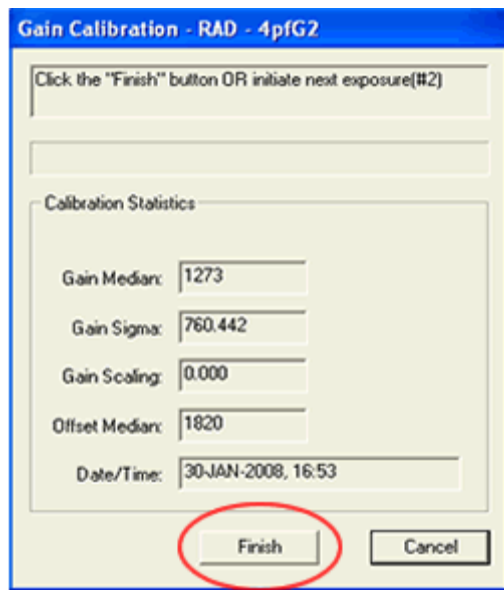 Gain Calibration - RAD - 4pfG2
Click the "Finish" button OR initiate next exposure(#2)
Calibration Statistics
Gain Median: 1273
Gain Sigma: 760.442
Gain Scaling: 0.000
Offset Median: 1820
Date/Time: 30-JAN-2008, 16:53
Finish Cancel